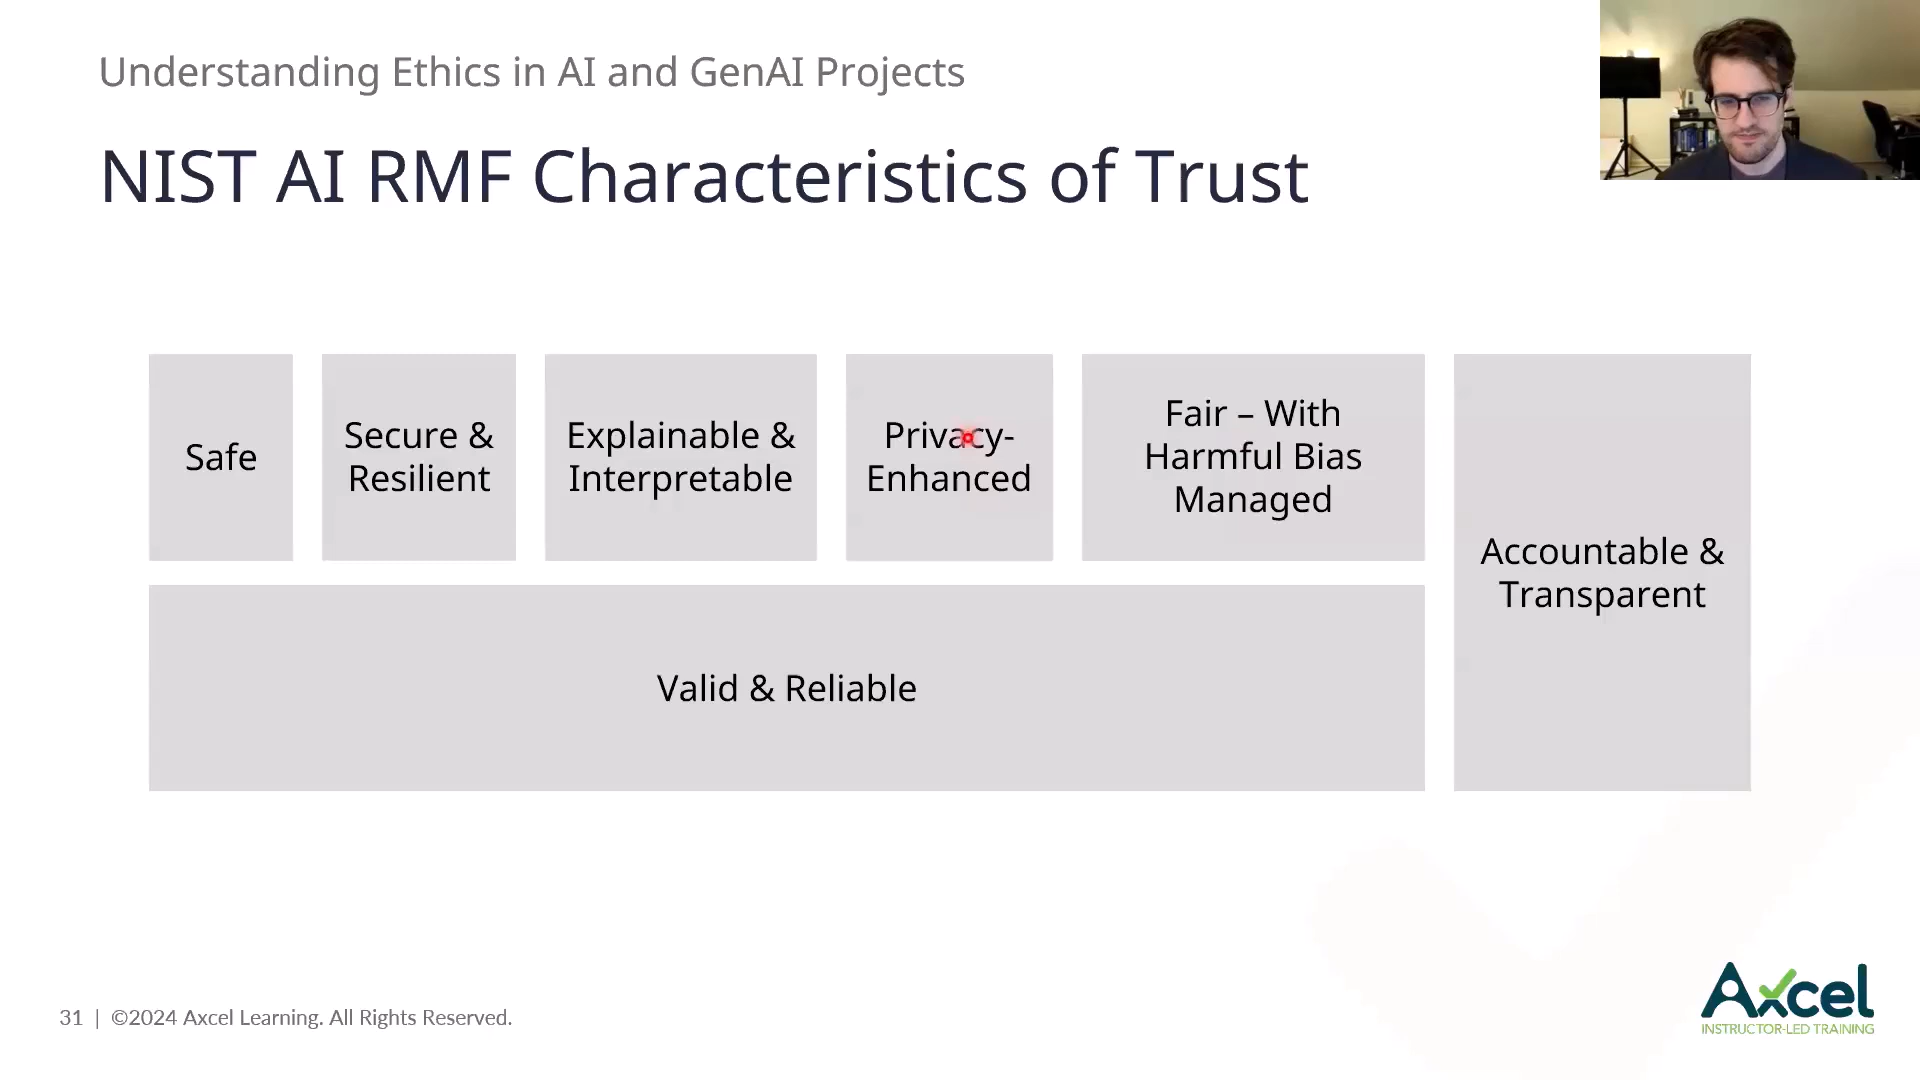 Understanding Ethics in AI and GenAI Projects
NIST AI RMF Characteristics of Trust
Safe
Secure &
Resilient
Explainable &
Interpretable
Privacy-
Enhanced
Fair – With
Harmful Bias
Managed
Accountable &
Transparent
Valid & Reliable
31 | ©2024 Axcel Learning. All Rights Reserved.
Axcel
INSTRUCTOR-LED TRAINING